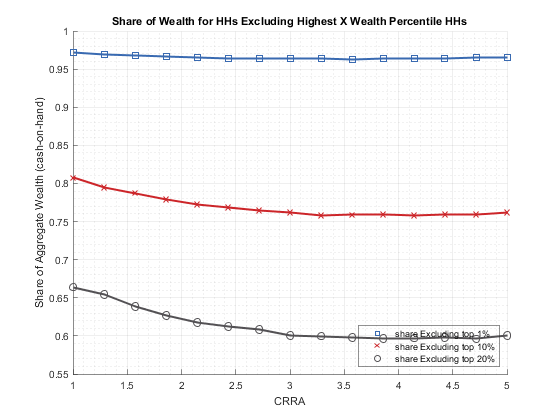 Share of Wealth for HHs Excluding Highest X Wealth Percentile HHs
1
0.95
0.9
0.85
0.8
0.75
0.7
0.65
0.6
0.55
Share of Aggregate Wealth (cash-on-hand)
share Excluding top 1%
share Excluding top 10%
share Excluding top 20%
1 1.5 2 2.5 3 3.5 4 4.5 5
CRRA